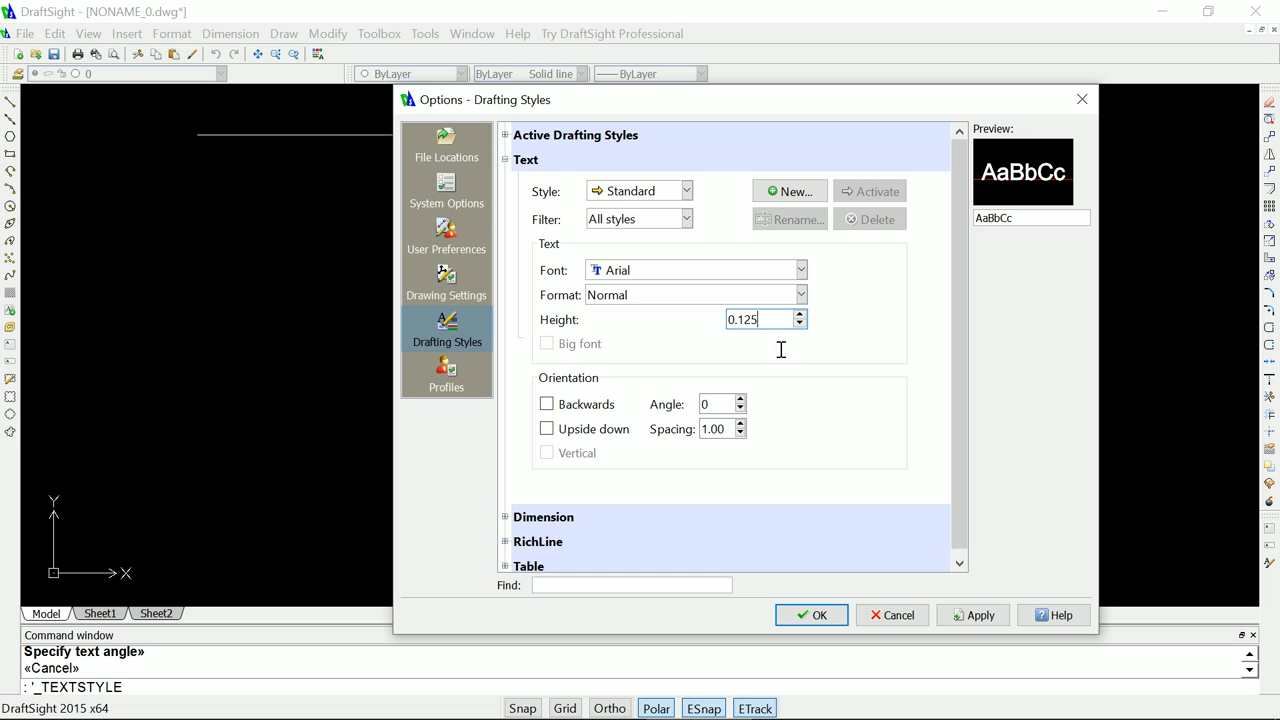 DraftSight - [NONAME_0.dwg*]
File Edit View Insert Format Dimension Draw Modify Toolbox Tools Window Help Try DraftSight Professional
0 ByLayer ByLayer Solid line ByLayer
Options - Drafting Styles
File Locations
System Options
User Preferences
Drawing Settings
Drafting Styles
Profiles
Active Drafting Styles
Text
Style: Standard New... Activate
Filter: All styles Rename... Delete
Text
Font: Arial
Format: Normal
Height: 0.125
Big font
Orientation
Backwards Angle: 0
Upside down Spacing: 1.00
Vertical
Dimension
RichLine
Table
Find:
Preview:
AaBbCc
AaBbCc
OK Cancel Apply Help
Y
X
Model Sheet1 Sheet2
Command window
Specify text angle»
«Cancel»
: '_TEXTSTYLE
DraftSight 2015 x64 Snap Grid Ortho Polar ESnap ETrack